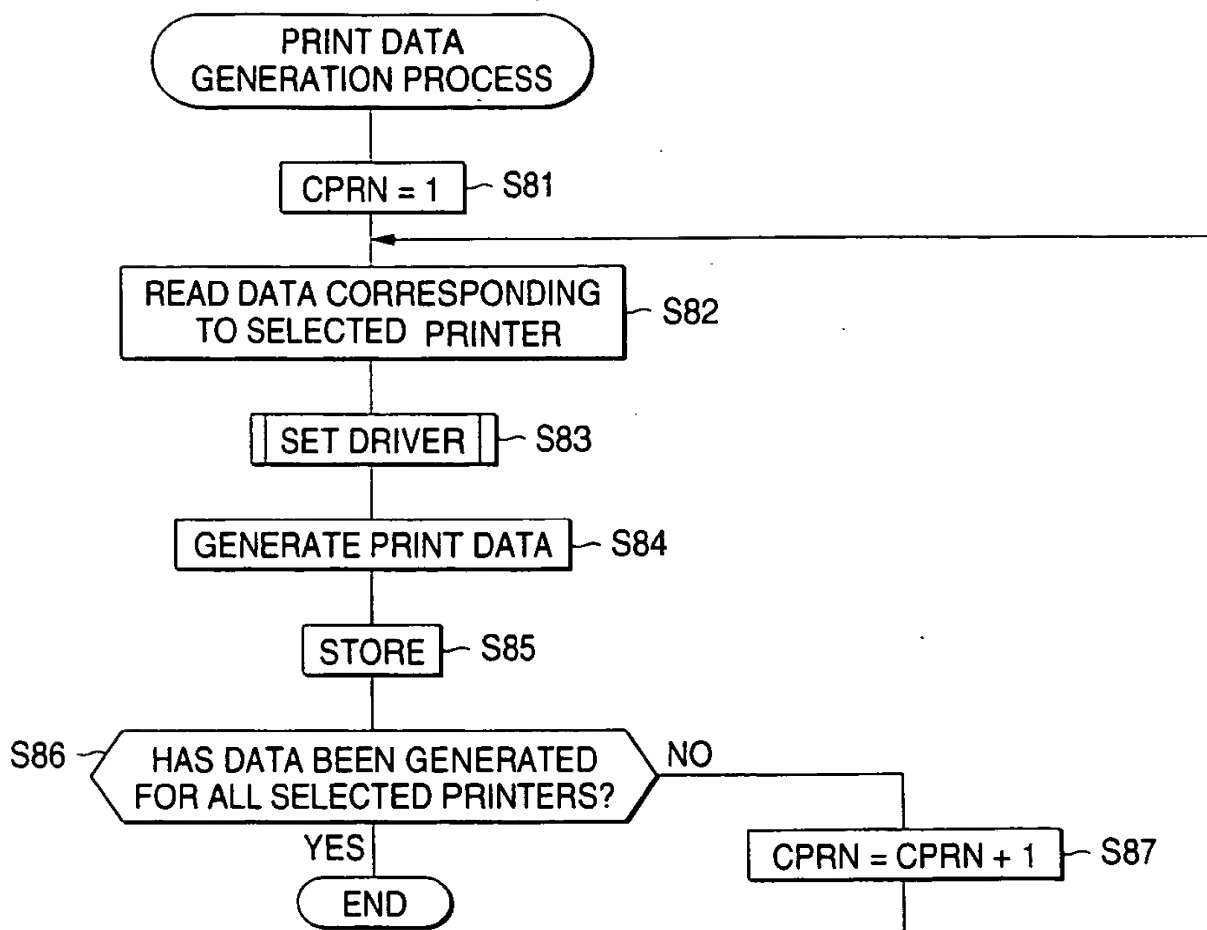 PRINT DATA
GENERATION PROCESS
CPRN = 1
S81
READ DATA CORRESPONDING
TO SELECTED PRINTER
S82
SET DRIVER
S83
GENERATE PRINT DATA
S84
STORE
S85
S86
HAS DATA BEEN GENERATED
FOR ALL SELECTED PRINTERS?
NO
YES
CPRN = CPRN + 1
S87
END